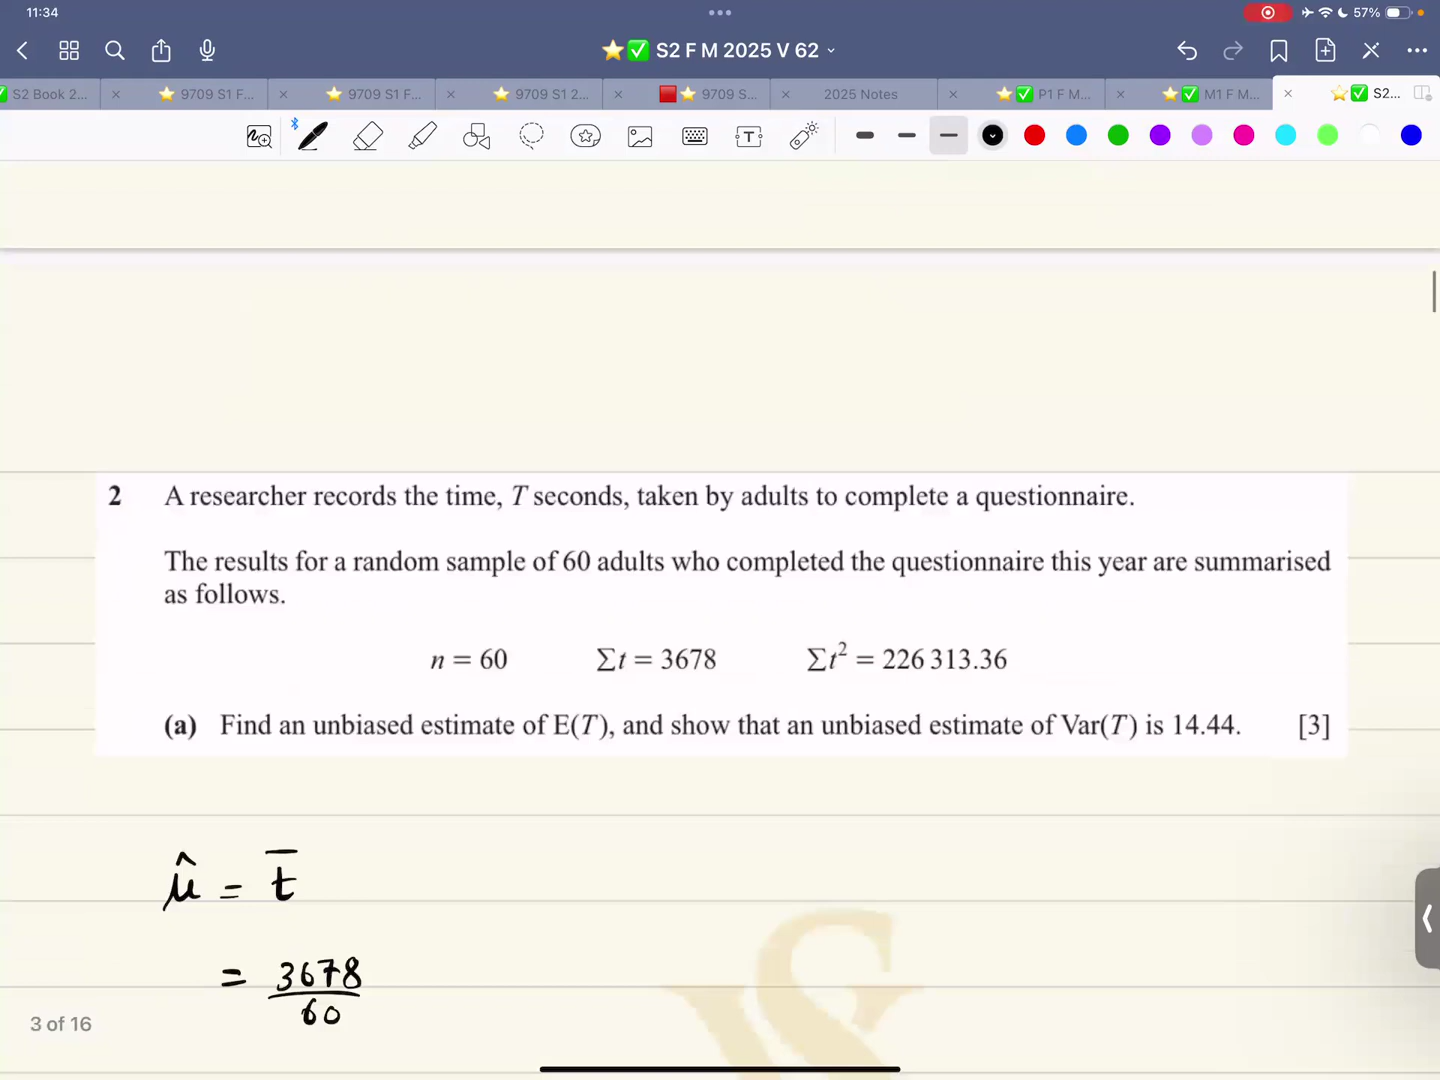 11:34
57%
S2 F M 2025 V 62
S2 Book 2...
9709 S1 F...
9709 S1 F...
9709 S1 2...
9709 S...
2025 Notes
P1 F M...
M1 F M...
S2...
2 A researcher records the time, T seconds, taken by adults to complete a questionnaire.
The results for a random sample of 60 adults who completed the questionnaire this year are summarised
as follows.
n = 60 Σt = 3678 Σt² = 226 313.36
(a) Find an unbiased estimate of E(T), and show that an unbiased estimate of Var(T) is 14.44. [3]
μ̂ = t̄
= 3678
60
3 of 16